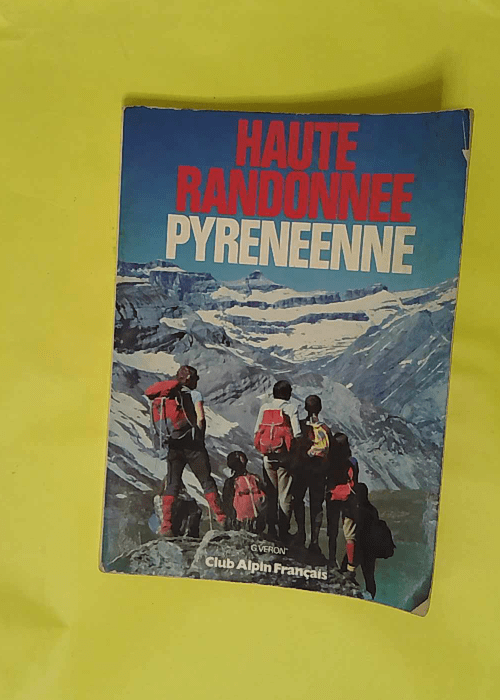 HAUTE
RANDONNEE
PYRENEENNE
G.VERON
Club Alpin Français